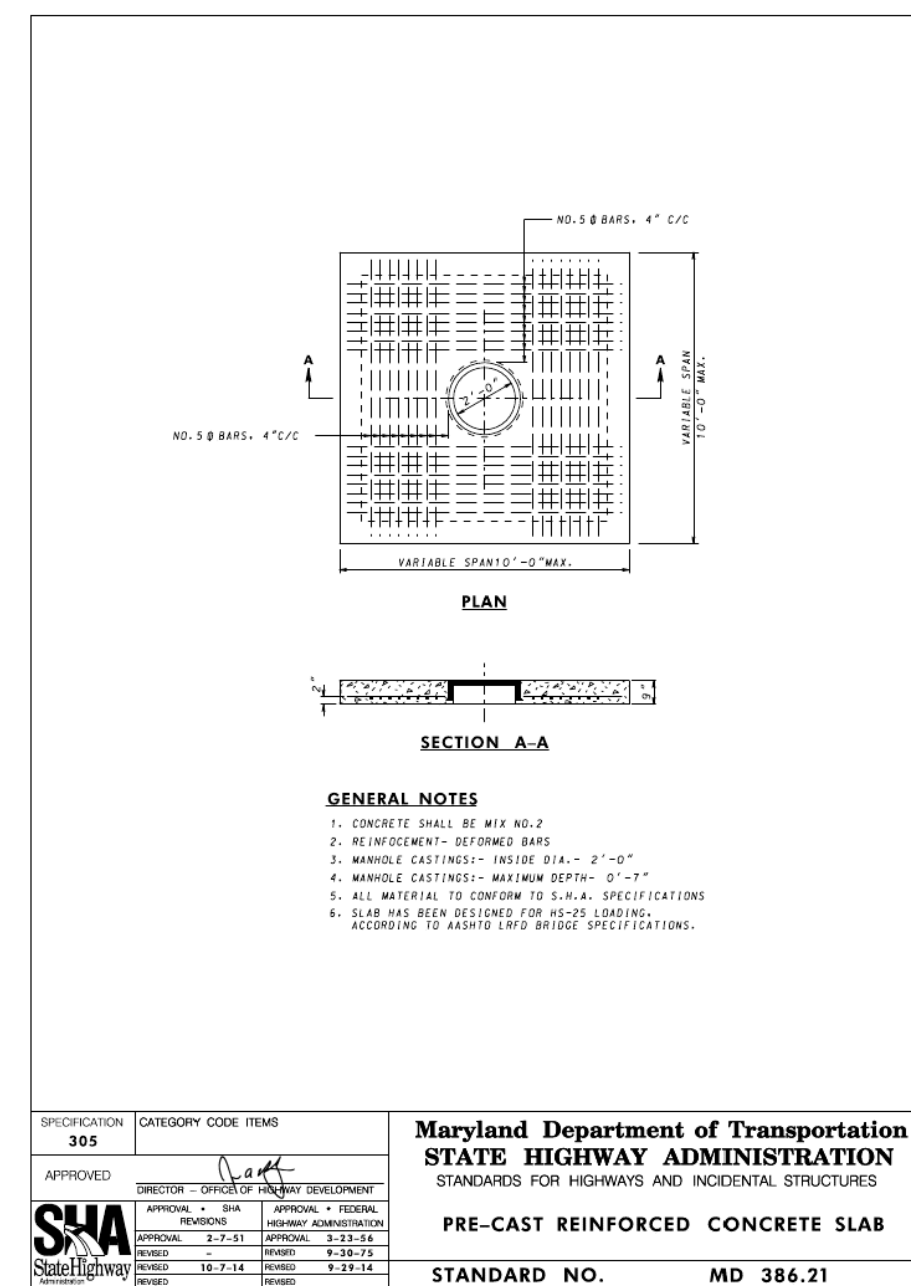 NO.5 ϕ BARS, 4" C/C
A
A
2'-0"
VARIABLE SPAN
10'-0" MAX.
NO.5 ϕ BARS, 4"C/C
VARIABLE SPAN10'-0"MAX.
PLAN
2"
9"
SECTION A–A
GENERAL NOTES
1. CONCRETE SHALL BE MIX NO.2
2. REINFOCEMENT- DEFORMED BARS
3. MANHOLE CASTINGS:- INSIDE DIA.- 2'-0"
4. MANHOLE CASTINGS:- MAXIMUM DEPTH- 0'-7"
5. ALL MATERIAL TO CONFORM TO S.H.A. SPECIFICATIONS
6. SLAB HAS BEEN DESIGNED FOR HS-25 LOADING,
ACCORDING TO AASHTO LRFD BRIDGE SPECIFICATIONS.
SPECIFICATION
305
CATEGORY CODE ITEMS
APPROVED
DIRECTOR – OFFICE OF HIGHWAY DEVELOPMENT
SHA
StateHighway
Administration
APPROVAL • SHA
REVISIONS
APPROVAL • FEDERAL
HIGHWAY ADMINISTRATION
APPROVAL 2-7-51
APPROVAL 3-23-56
REVISED –
REVISED 9-30-75
REVISED 10-7-14
REVISED 9-29-14
REVISED
REVISED
Maryland Department of Transportation
STATE HIGHWAY ADMINISTRATION
STANDARDS FOR HIGHWAYS AND INCIDENTAL STRUCTURES
PRE–CAST REINFORCED CONCRETE SLAB
STANDARD NO. MD 386.21